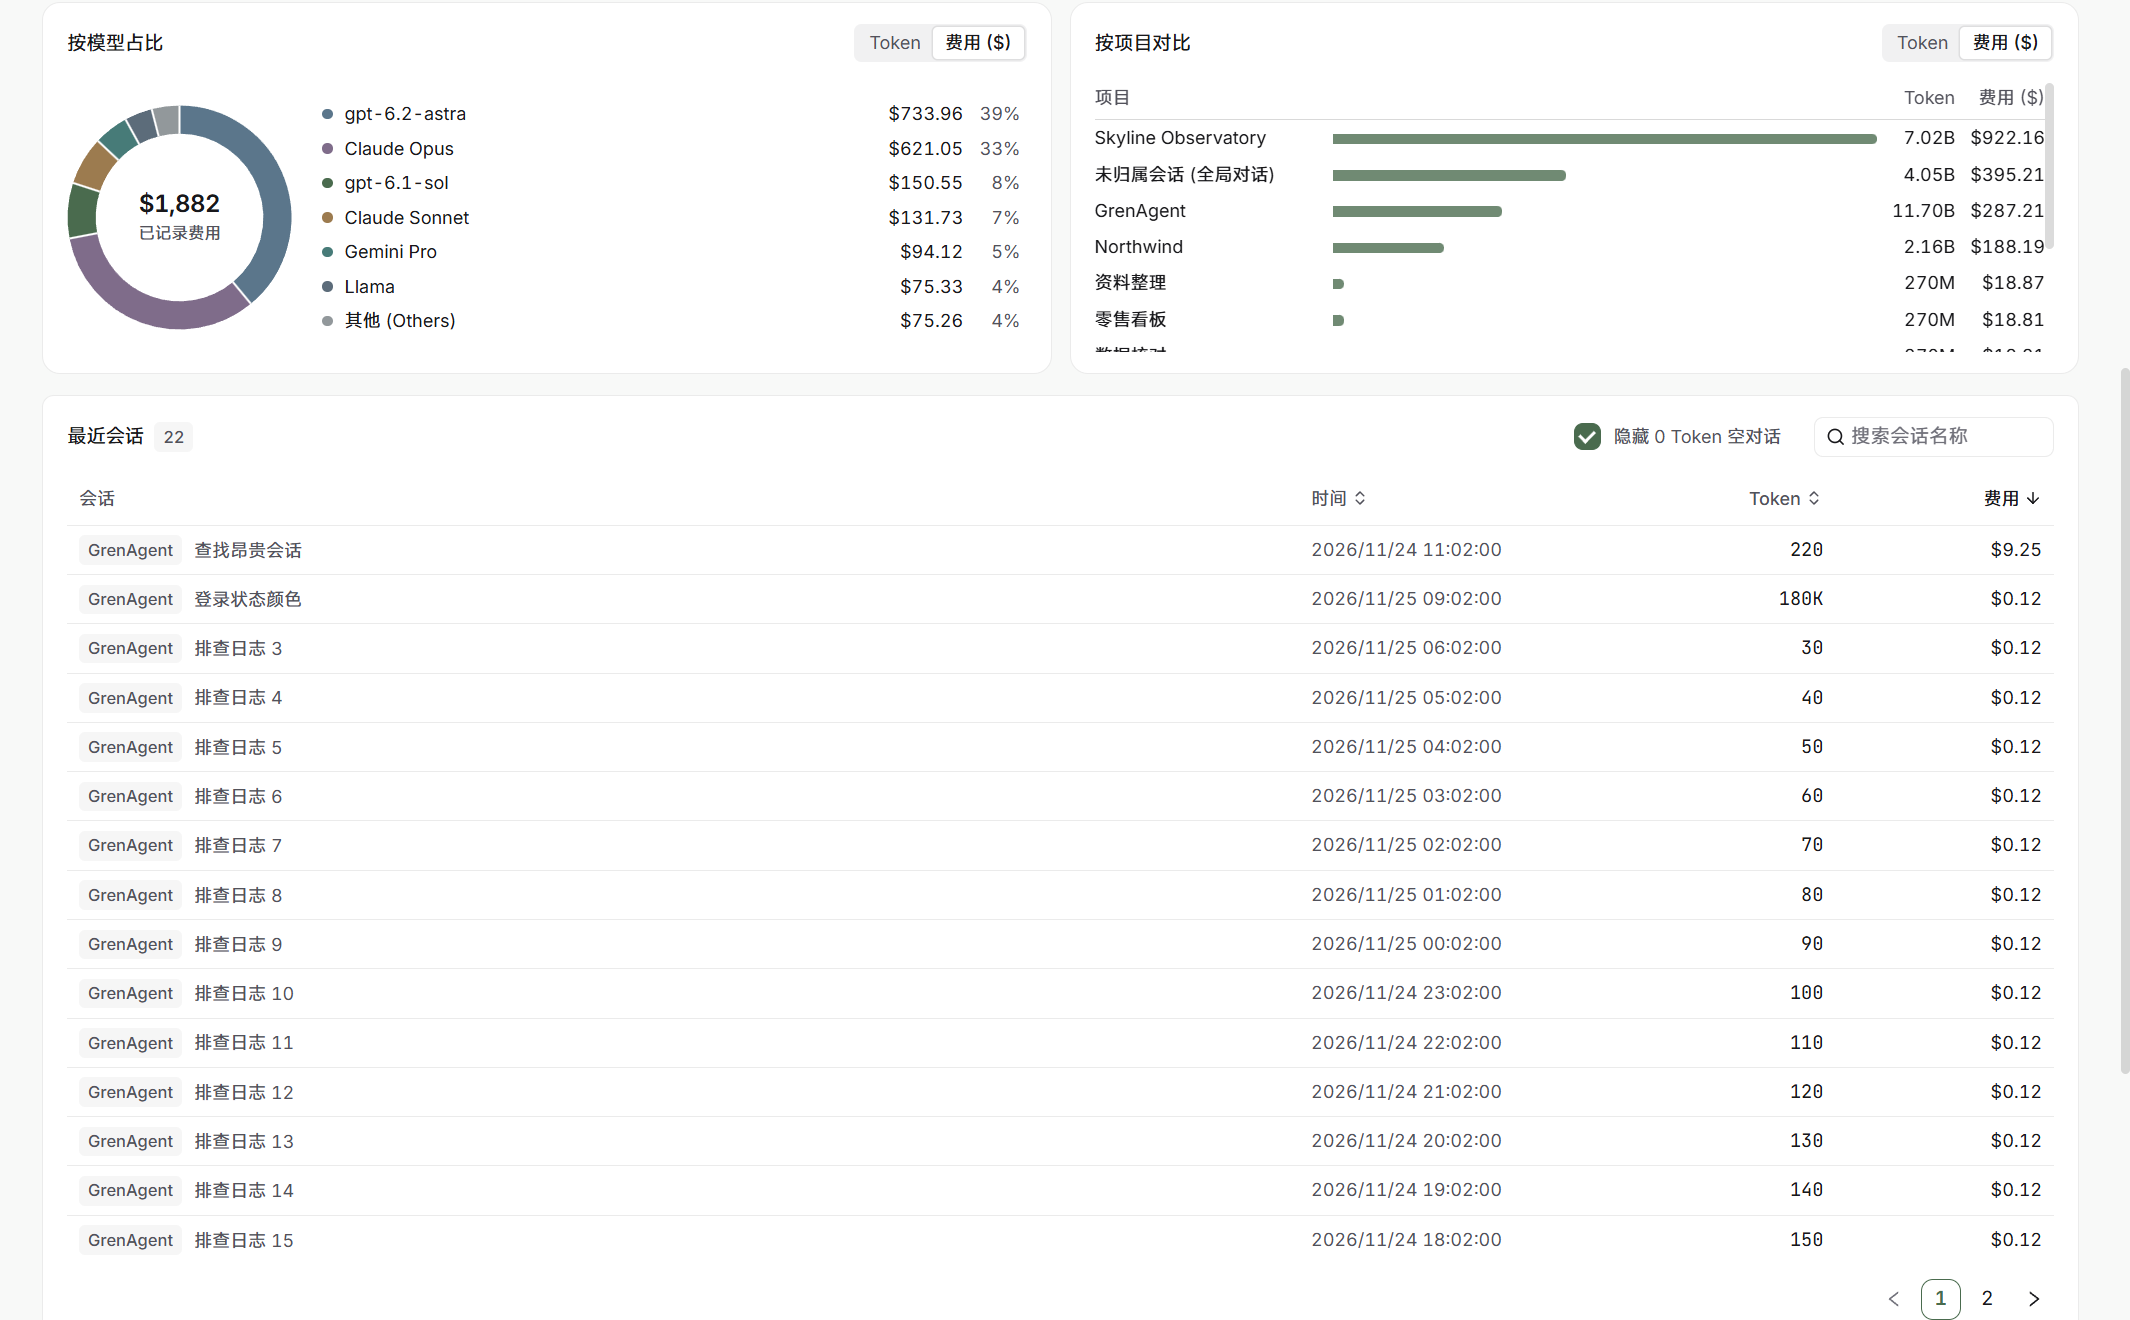 按模型占比
Token 费用 ($)
$1,882
已记录费用
gpt-6.2-astra $733.96 39%
Claude Opus $621.05 33%
gpt-6.1-sol $150.55 8%
Claude Sonnet $131.73 7%
Gemini Pro $94.12 5%
Llama $75.33 4%
其他 (Others) $75.26 4%
按项目对比
Token 费用 ($)
项目 Token 费用 ($)
Skyline Observatory 7.02B $922.16
未归属会话 (全局对话) 4.05B $395.21
GrenAgent 11.70B $287.21
Northwind 2.16B $188.19
资料整理 270M $18.87
零售看板 270M $18.81
最近会话 22
隐藏 0 Token 空对话
搜索会话名称
会话 时间 Token 费用
GrenAgent 查找昂贵会话 2026/11/24 11:02:00 220 $9.25
GrenAgent 登录状态颜色 2026/11/25 09:02:00 180K $0.12
GrenAgent 排查日志 3 2026/11/25 06:02:00 30 $0.12
GrenAgent 排查日志 4 2026/11/25 05:02:00 40 $0.12
GrenAgent 排查日志 5 2026/11/25 04:02:00 50 $0.12
GrenAgent 排查日志 6 2026/11/25 03:02:00 60 $0.12
GrenAgent 排查日志 7 2026/11/25 02:02:00 70 $0.12
GrenAgent 排查日志 8 2026/11/25 01:02:00 80 $0.12
GrenAgent 排查日志 9 2026/11/25 00:02:00 90 $0.12
GrenAgent 排查日志 10 2026/11/24 23:02:00 100 $0.12
GrenAgent 排查日志 11 2026/11/24 22:02:00 110 $0.12
GrenAgent 排查日志 12 2026/11/24 21:02:00 120 $0.12
GrenAgent 排查日志 13 2026/11/24 20:02:00 130 $0.12
GrenAgent 排查日志 14 2026/11/24 19:02:00 140 $0.12
GrenAgent 排查日志 15 2026/11/24 18:02:00 150 $0.12
1 2